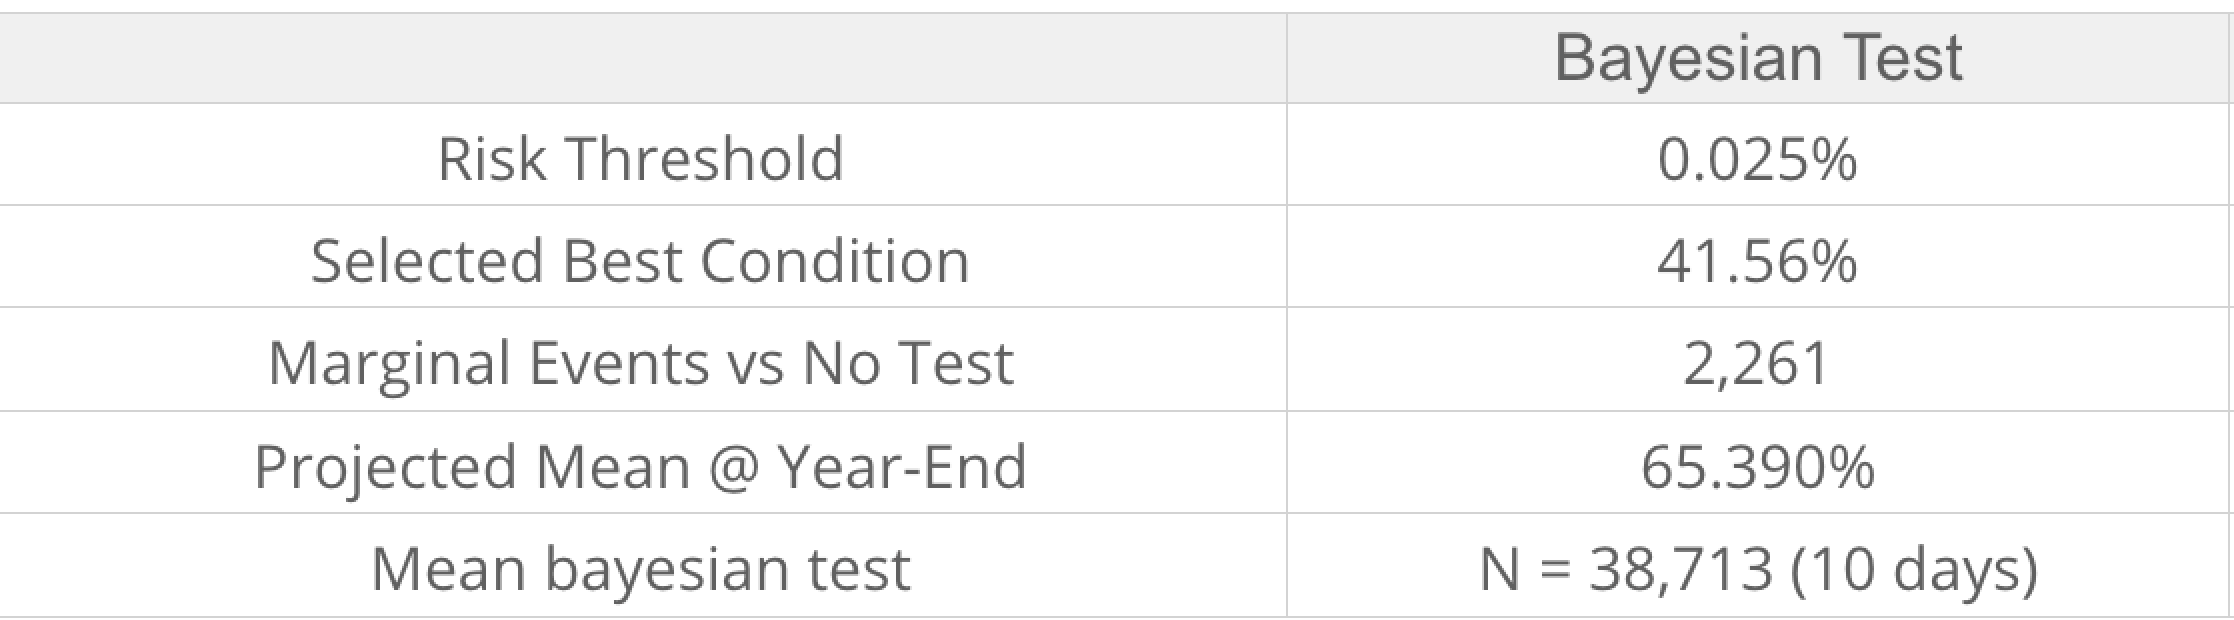 Bayesian Test
Risk Threshold 0.025%
Selected Best Condition 41.56%
Marginal Events vs No Test 2,261
Projected Mean @ Year-End 65.390%
Mean bayesian test N = 38,713 (10 days)